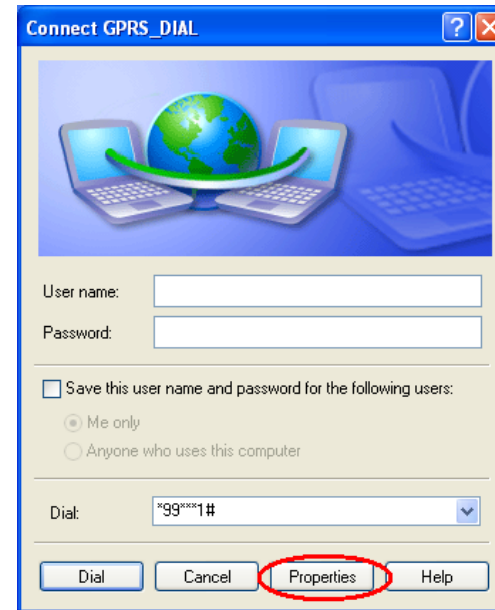 Connect GPRS_DIAL
User name:
Password:
Save this user name and password for the following users:
Me only
Anyone who uses this computer
Dial: *99***1#
Dial Cancel Properties Help